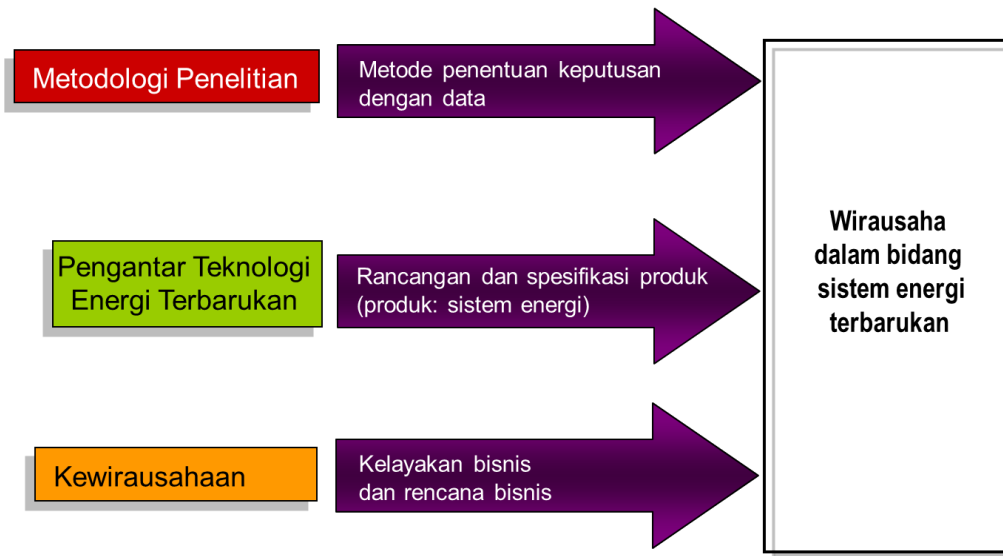 Metodologi Penelitian
Metode penentuan keputusan
dengan data
Pengantar Teknologi
Energi Terbarukan
Rancangan dan spesifikasi produk
(produk: sistem energi)
Kewirausahaan
Kelayakan bisnis
dan rencana bisnis
Wirausaha
dalam bidang
sistem energi
terbarukan